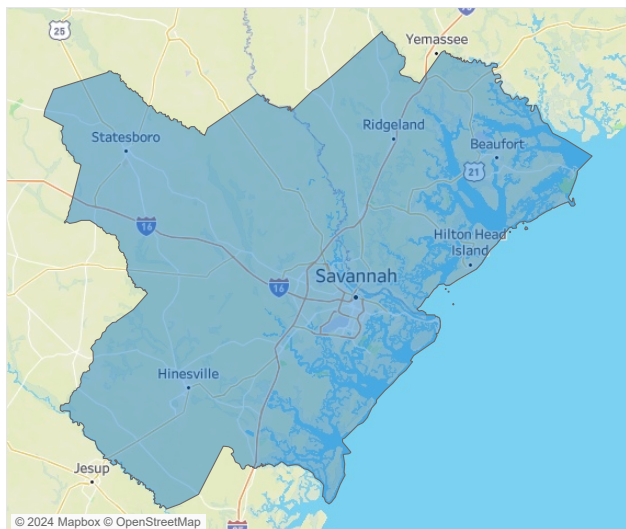 25
Yemassee
Statesboro
Ridgeland
Beaufort
21
16
Hilton Head
Island
16
Savannah
Hinesville
Jesup
© 2024 Mapbox © OpenStreetMap